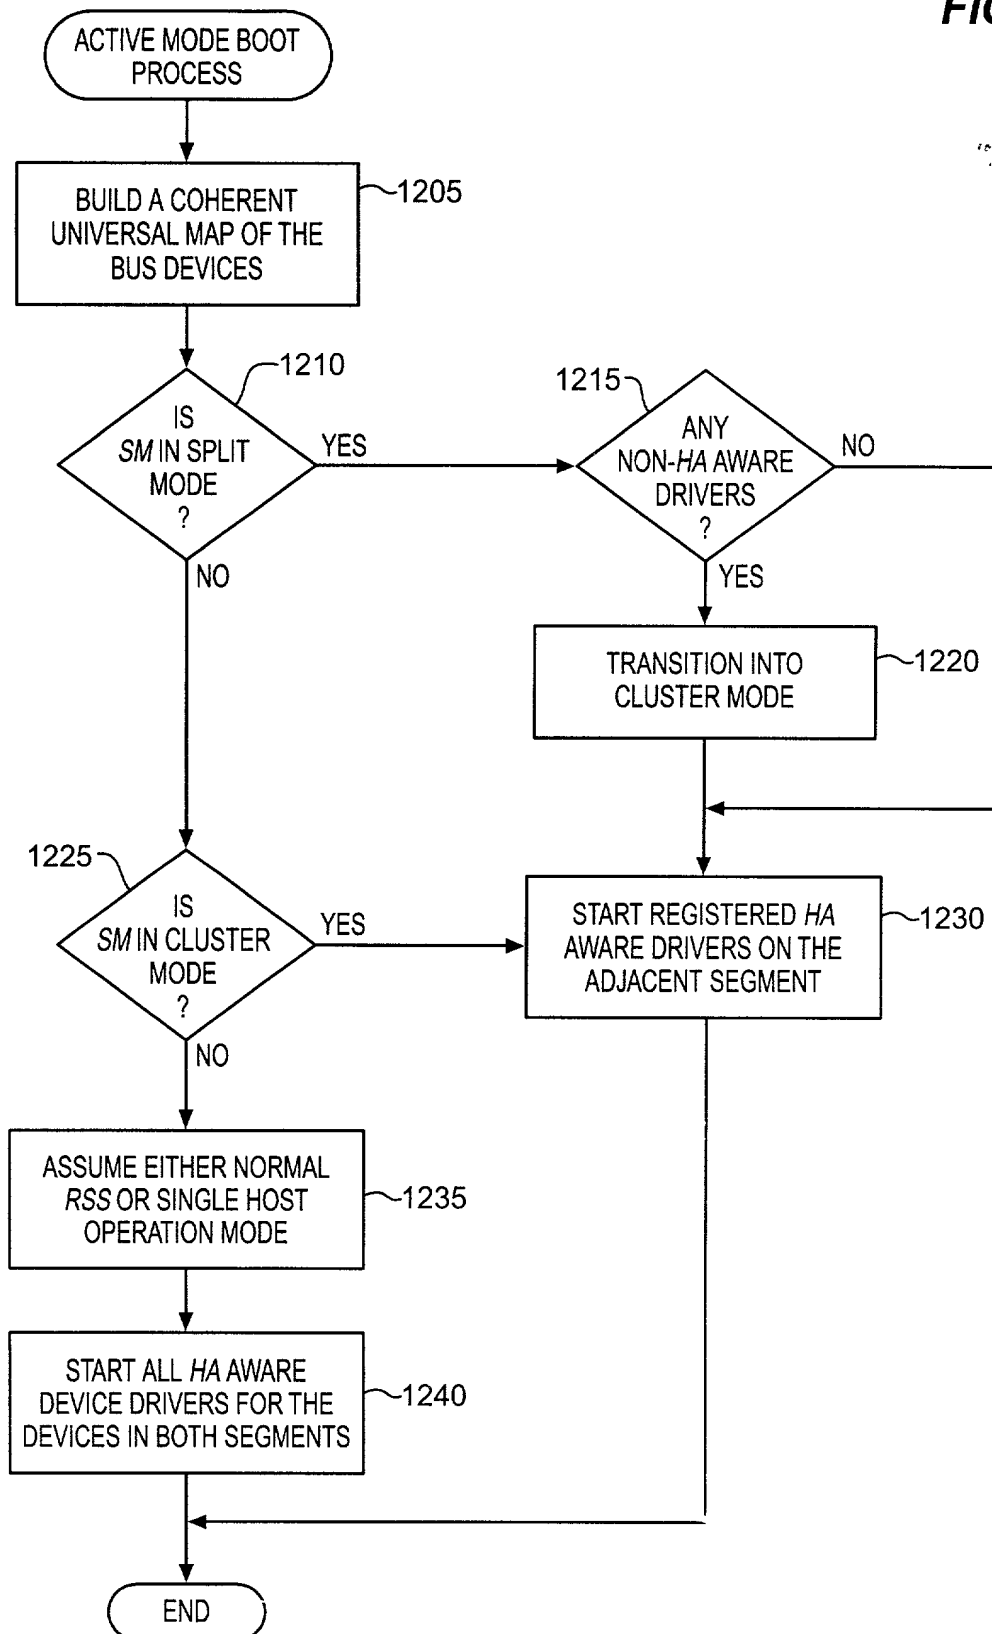 FIG
ACTIVE MODE BOOT
PROCESS
BUILD A COHERENT
UNIVERSAL MAP OF THE
BUS DEVICES
1205
IS
SM IN SPLIT
MODE
?
1210
YES
NO
1215
ANY
NON-HA AWARE
DRIVERS
?
NO
YES
TRANSITION INTO
CLUSTER MODE
1220
1225
IS
SM IN CLUSTER
MODE
?
YES
NO
START REGISTERED HA
AWARE DRIVERS ON THE
ADJACENT SEGMENT
1230
ASSUME EITHER NORMAL
RSS OR SINGLE HOST
OPERATION MODE
1235
START ALL HA AWARE
DEVICE DRIVERS FOR THE
DEVICES IN BOTH SEGMENTS
1240
END